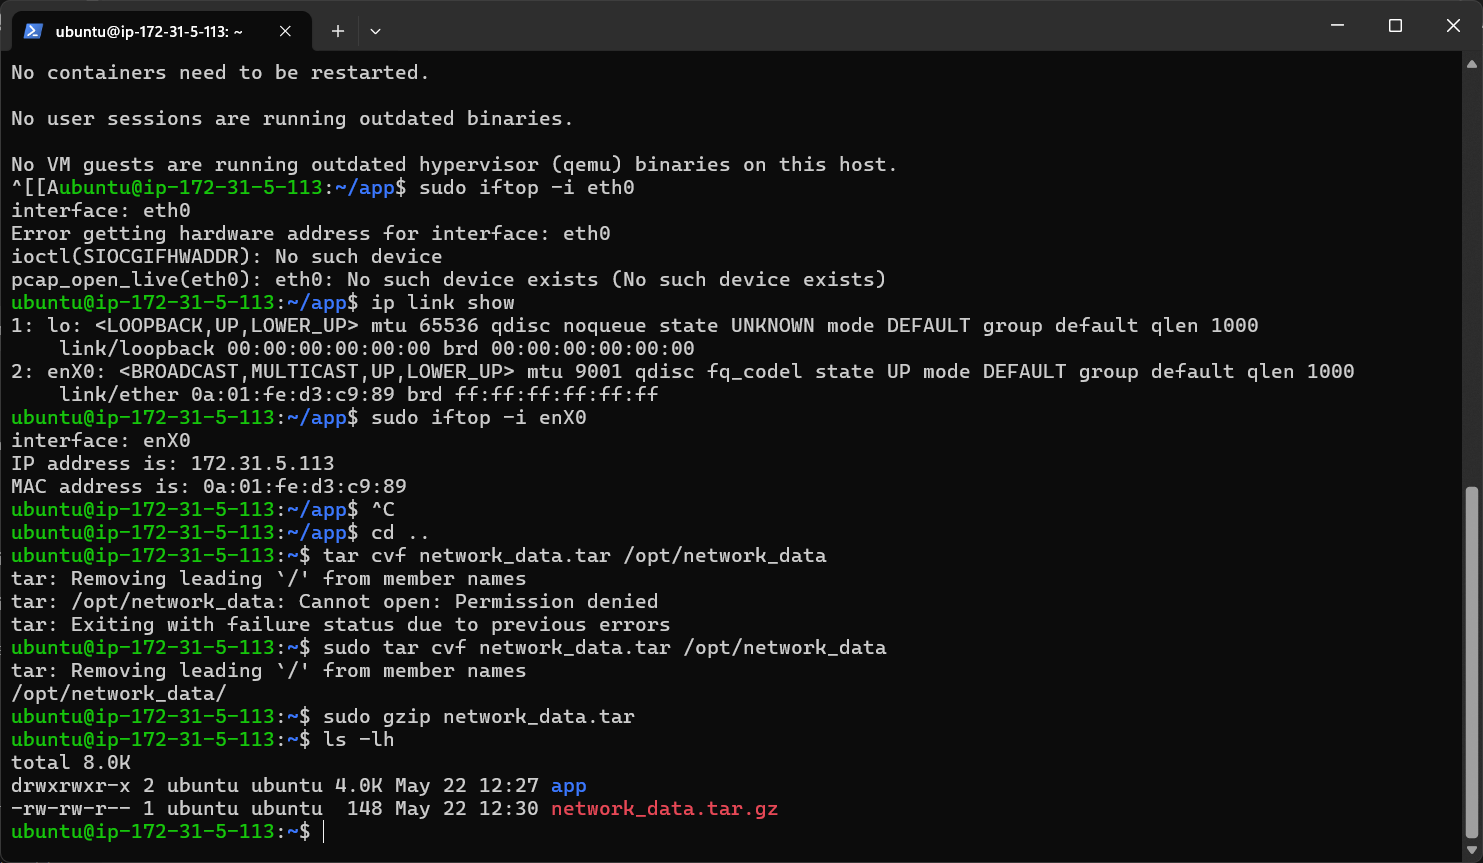 ubuntu@ip-172-31-5-113: ~
No containers need to be restarted.
No user sessions are running outdated binaries.
No VM guests are running outdated hypervisor (qemu) binaries on this host.
^[[Aubuntu@ip-172-31-5-113:~/app$ sudo iftop -i eth0
interface: eth0
Error getting hardware address for interface: eth0
ioctl(SIOCGIFHWADDR): No such device
pcap_open_live(eth0): eth0: No such device exists (No such device exists)
ubuntu@ip-172-31-5-113:~/app$ ip link show
1: lo: <LOOPBACK,UP,LOWER_UP> mtu 65536 qdisc noqueue state UNKNOWN mode DEFAULT group default qlen 1000
    link/loopback 00:00:00:00:00:00 brd 00:00:00:00:00:00
2: enX0: <BROADCAST,MULTICAST,UP,LOWER_UP> mtu 9001 qdisc fq_codel state UP mode DEFAULT group default qlen 1000
    link/ether 0a:01:fe:d3:c9:89 brd ff:ff:ff:ff:ff:ff
ubuntu@ip-172-31-5-113:~/app$ sudo iftop -i enX0
interface: enX0
IP address is: 172.31.5.113
MAC address is: 0a:01:fe:d3:c9:89
ubuntu@ip-172-31-5-113:~/app$ ^C
ubuntu@ip-172-31-5-113:~/app$ cd ..
ubuntu@ip-172-31-5-113:~$ tar cvf network_data.tar /opt/network_data
tar: Removing leading `/' from member names
tar: /opt/network_data: Cannot open: Permission denied
tar: Exiting with failure status due to previous errors
ubuntu@ip-172-31-5-113:~$ sudo tar cvf network_data.tar /opt/network_data
tar: Removing leading `/' from member names
/opt/network_data/
ubuntu@ip-172-31-5-113:~$ sudo gzip network_data.tar
ubuntu@ip-172-31-5-113:~$ ls -lh
total 8.0K
drwxrwxr-x 2 ubuntu ubuntu 4.0K May 22 12:27 app
-rw-rw-r-- 1 ubuntu ubuntu  148 May 22 12:30 network_data.tar.gz
ubuntu@ip-172-31-5-113:~$